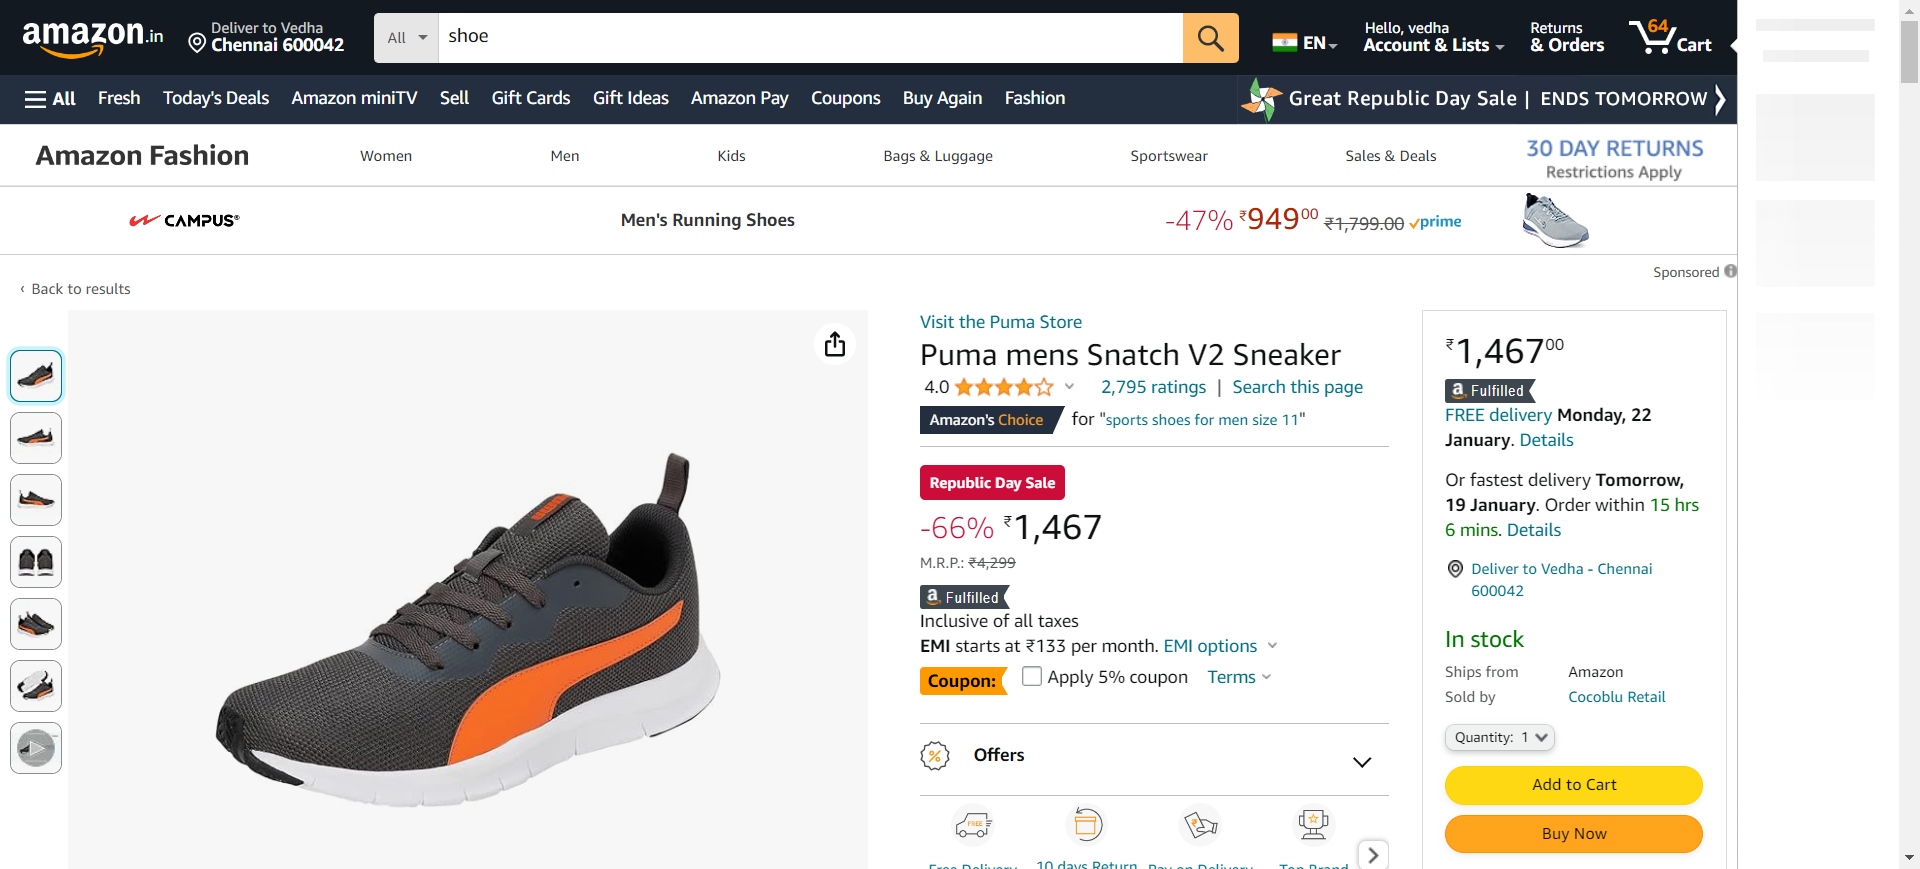 amazon.in
Deliver to Vedha
Chennai 600042
All
shoe
EN
Hello, vedha
Account & Lists
Returns
& Orders
64
Cart
All
Fresh
Today's Deals
Amazon miniTV
Sell
Gift Cards
Gift Ideas
Amazon Pay
Coupons
Buy Again
Fashion
Great Republic Day Sale | ENDS TOMORROW
Amazon Fashion
Women
Men
Kids
Bags & Luggage
Sportswear
Sales & Deals
30 DAY RETURNS
Restrictions Apply
CAMPUS®
Men's Running Shoes
-47% ₹94900 ₹1,799.00 prime
Sponsored
‹ Back to results
Visit the Puma Store
Puma mens Snatch V2 Sneaker
4.0
2,795 ratings | Search this page
Amazon's Choice for "sports shoes for men size 11"
Republic Day Sale
-66% ₹1,467
M.R.P.: ₹4,299
a Fulfilled
Inclusive of all taxes
EMI starts at ₹133 per month. EMI options
Coupon: Apply 5% coupon Terms
Offers
FREE
Free Delivery
10 days Return
Pay on Delivery
Top Brand
₹1,46700
a Fulfilled
FREE delivery Monday, 22
January. Details
Or fastest delivery Tomorrow,
19 January. Order within 15 hrs
6 mins. Details
Deliver to Vedha - Chennai
600042
In stock
Ships from Amazon
Sold by Cocoblu Retail
Quantity: 1
Add to Cart
Buy Now